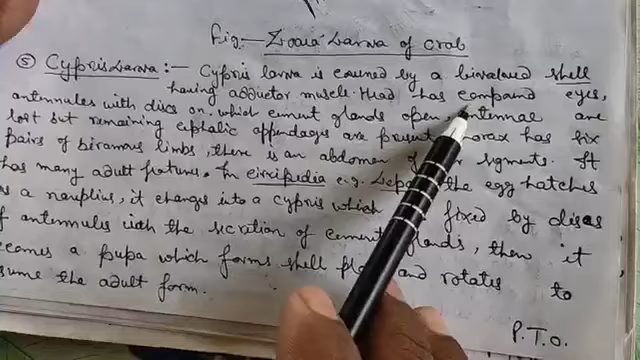 Fig:- Zoaea Larva of Crab
⑤ Cypris Larva :- Cypris larva is covered by a bivalved shell
having adductor muscle. Head has compound eyes,
antennules with discs on which cement glands open, antennae are
lost but remaining cephalic appendages are present, thorax has six
pairs of biramous limbs, there is an abdomen of segments. It
has many adult features. In cirripedia e.g. Lepas the egg hatches
as a nauplius, it changes into a cypris which fixed by discs
of antennules with the secretion of cement glands, then it
becomes a pupa which forms shell and rotates to
assume the adult form.
P.T.O.